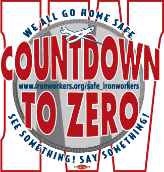 WE ALL GO HOME SAFE
COUNTDOWN
www.ironworkers.org/safe_ironworkers
TO ZERO
SEE SOMETHING! SAY SOMETHING!